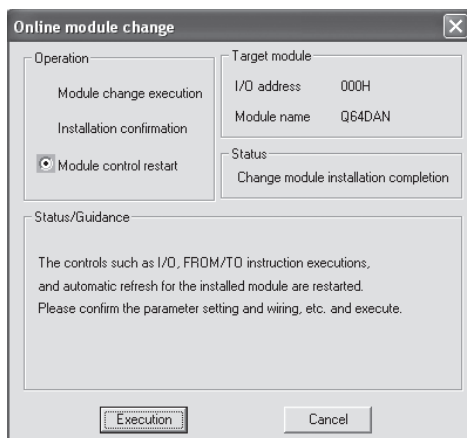 Online module change
Operation
Module change execution
Installation confirmation
Module control restart
Target module
I/O address 000H
Module name Q64DAN
Status
Change module installation completion
Status/Guidance
The controls such as I/O, FROM/TO instruction executions,
and automatic refresh for the installed module are restarted.
Please confirm the parameter setting and wiring, etc. and execute.
Execution
Cancel